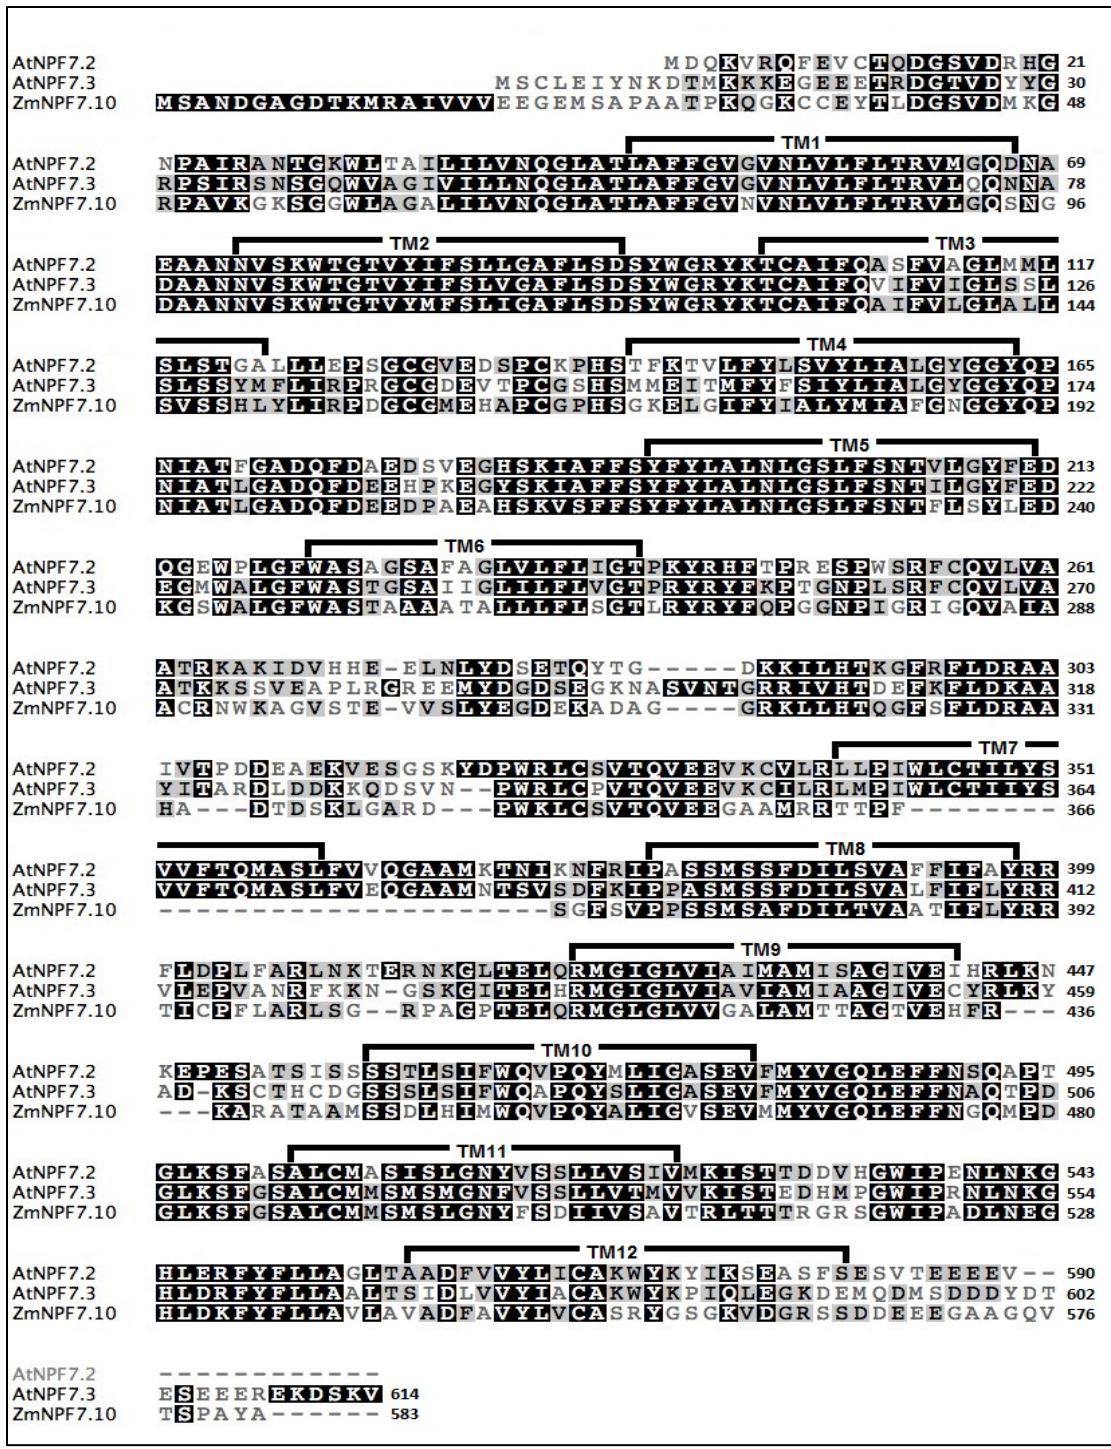 AtNPF7.2 MDQKVRQFEVCTQDGSVDRHG 21
AtNPF7.3 MSCLEIYNKDTMKKKEGEEETRDGTVDYYG 30
ZmNPF7.10 MSANDGAGDTKMRAIVVVEEGEMSAPAATPKQGKCCEYTLDGSVDMKG 48
TM1
AtNPF7.2 NPAIRANTGKWLTAILILVNQGLATLAFFGVGVNLVLFLTRVMGQDNA 69
AtNPF7.3 RPSIRSNSGQWVAGIVILLNQGLATLAFFGVGVNLVLFLTRVLQQNNA 78
ZmNPF7.10 RPAVKGKSGGWLAGALILVNQGLATLAFFGVNVNLVLFLTRVLGQSNG 96
TM2 TM3
AtNPF7.2 EAANNVSKWTGTVYIFSLLGAFLSDSYWGRYKTCAIFQASFVAGLMML 117
AtNPF7.3 DAANNVSKWTGTVYIFSLVGAFLSDSYWGRYKTCAIFQVIFVIGLSSL 126
ZmNPF7.10 DAANNVSKWTGTVYMFSLIGAFLSDSYWGRYKTCAIFQAIFVLGLALL 144
TM4
AtNPF7.2 SLSTGALLLEPSGCGVEDSPCKPHSTFKTVLFYLSVYLIALGYGGYQP 165
AtNPF7.3 SLSSYMFLIRPRGCGDEVTPCGSHSMMEITMFYFSIYLIALGYGGYQP 174
ZmNPF7.10 SVSSHLYLIRPDGCGMEHAPCGPHSGKELGIFYIALYMIAFGNGGYQP 192
TM5
AtNPF7.2 NIATFGADQFDAEDSVEGHSKIAFFSYFYLALNLGSLFSNTVLGYFED 213
AtNPF7.3 NIATLGADQFDEEHPKEGYSKIAFFSYFYLALNLGSLFSNTILGYFED 222
ZmNPF7.10 NIATLGADQFDEEDPAEAHSKVSFFSYFYLALNLGSLFSNTFLSYLED 240
TM6
AtNPF7.2 QGEWPLGFWASAGSAFAGLVLFLIGTPKYRHFTPRESPWSRFCQVLVA 261
AtNPF7.3 EGMWALGFWASTGSAIIGLILFLVGTPRYRYFKPTGNPLSRFCQVLVA 270
ZmNPF7.10 KGSWALGFWASTAAAATALLLFLSGTLRYRYFQPGGNPIGRIGQVAIA 288
AtNPF7.2 ATRKAKIDVHHE-ELNLYDSETQYTG-----DKKILHTKGFRFLDRAA 303
AtNPF7.3 ATKKSSVEAPLRGREEMYDGDSEGKNASVNTGRRIVHTDEFKFLDKAA 318
ZmNPF7.10 ACRNWKAGVSTE-VVSLYEGDEKADAG----GRKLLHTQGFSFLDRAA 331
TM7
AtNPF7.2 IVTPDDEAEKVESGSKYDPWRLCSVTQVEEVKCVLRLLPIWLCTILYS 351
AtNPF7.3 YITARDLDDKKQDSVN--PWRLCPVTQVEEVKCILRLMPIWLCTIIYS 364
ZmNPF7.10 HA---DTDSKLGARD---PWKLCSVTQVEEGAAMRRTTPF-------- 366
TM8
AtNPF7.2 VVFTQMASLFVVQGAAMKTNIKNFRIPASSMSSFDILSVAFFIFAYRR 399
AtNPF7.3 VVFTQMASLFVEQGAAMNTSVSDFKIPPASMSSFDILSVALFIFLYRR 412
ZmNPF7.10 ---------------------SGFSVPPSSMSAFDILTVAATIFLYRR 392
TM9
AtNPF7.2 FLDPLFARLNKTERNKGLTELQRMGIGLVIAIMAMISAGIVEIHRLKN 447
AtNPF7.3 VLEPVANRFKKN-GSKGITELHRMGIGLVIAVIAMIAAGIVECYRLKY 459
ZmNPF7.10 TICPFLARLSG--RPAGPTELQRMGLGLVVGALAMTTAGTVEHFR--- 436
TM10
AtNPF7.2 KEPESATSISSSSTLSIFWQVPQYMLIGASEVFMYVGQLEFFNSQAPT 495
AtNPF7.3 AD-KSCTHCDGSSSLSIFWQAPQYSLIGASEVFMYVGQLEFFNAQTPD 506
ZmNPF7.10 ---KARATAAMSSDLHIMWQVPQYALIGVSEVMMYVGQLEFFNGQMPD 480
TM11
AtNPF7.2 GLKSFASALCMASISLGNYVSSLLVSIVMKISTTDDVHGWIPENLNKG 543
AtNPF7.3 GLKSFGSALCMMSMSMGNFVSSLLVTMVVKISTEDHMPGWIPRNLNKG 554
ZmNPF7.10 GLKSFGSALCMMSMSLGNYFSDIIVSAVTRLTTTRGRSGWIPADLNEG 528
TM12
AtNPF7.2 HLERFYFLLAGLTAADFVVYLICAKWYKYIKSEASFSESVTEEEEV-- 590
AtNPF7.3 HLDRFYFLLAALTSIDLVVYIACAKWYKPIQLEGKDEMQDMSDDDYDT 602
ZmNPF7.10 HLDKFYFLLAVLAVADFAVYLVCASRYGSGKVDGRSSDDEEEGAAGQV 576
AtNPF7.2 ------------
AtNPF7.3 ESEEEREKDSKV 614
ZmNPF7.10 TSPAYA------ 583